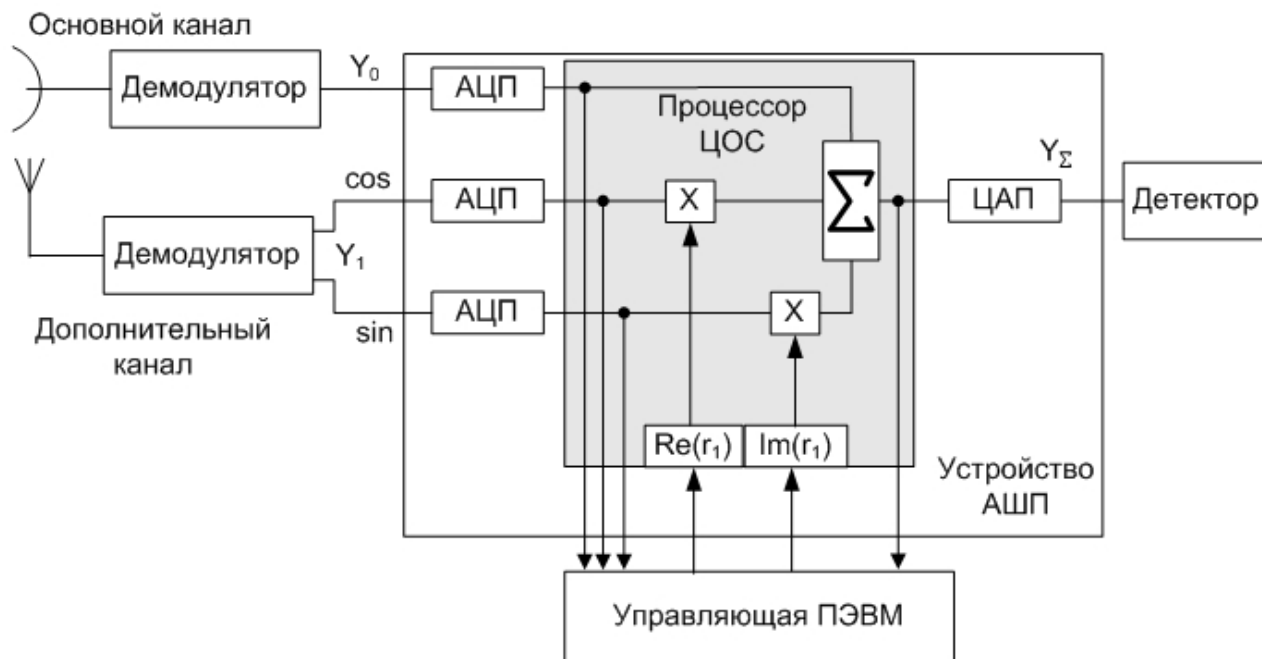 Основной канал
Демодулятор
Y₀
АЦП
Процессор
ЦОС
cos
АЦП
X
Σ
Y_Σ
ЦАП
Детектор
Демодулятор
Y₁
АЦП
X
sin
Дополнительный
канал
Re(r₁)
Im(r₁)
Устройство
АШП
Управляющая ПЭВМ